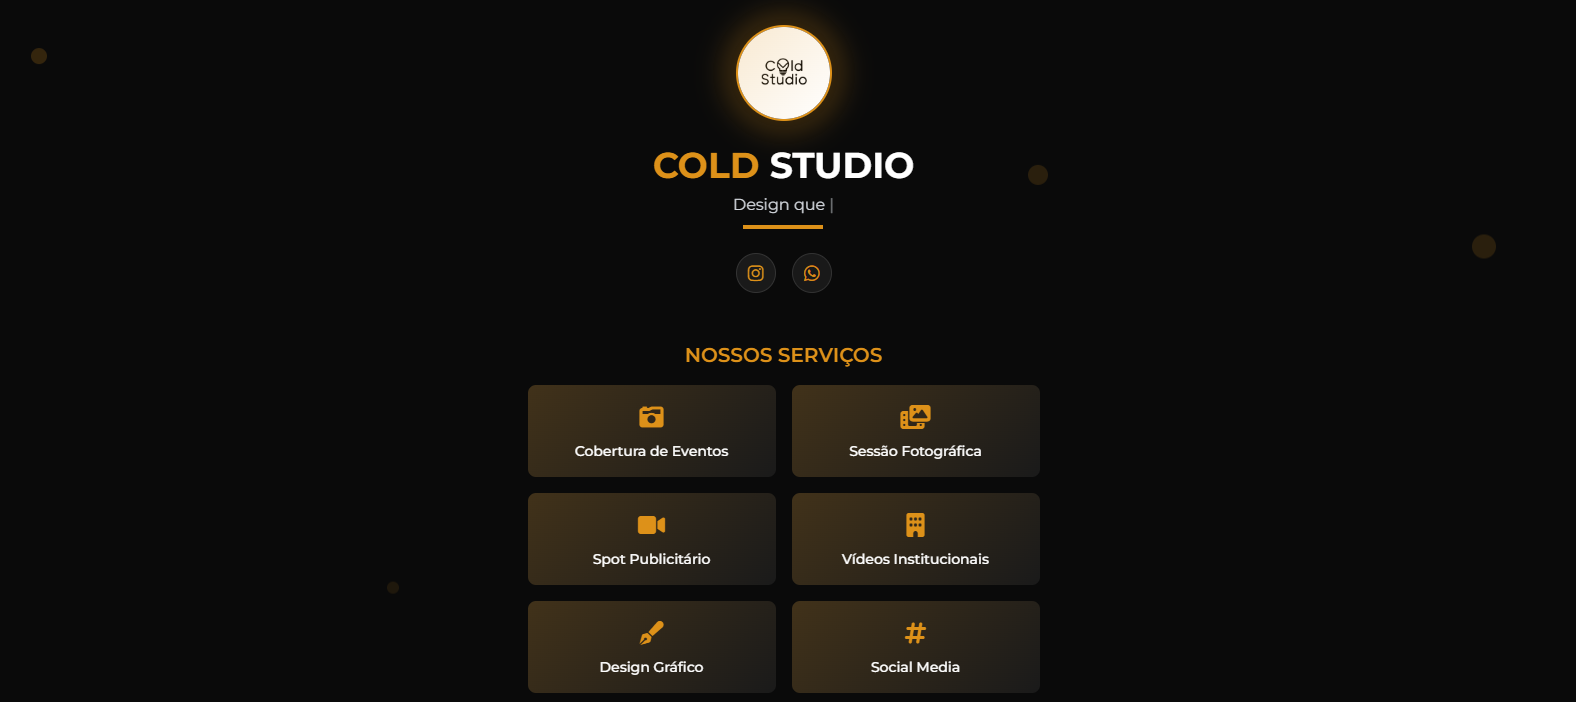 Cold
Studio
COLD STUDIO
Design que |
NOSSOS SERVIÇOS
Cobertura de Eventos
Sessão Fotográfica
Spot Publicitário
Vídeos Institucionais
Design Gráfico
Social Media